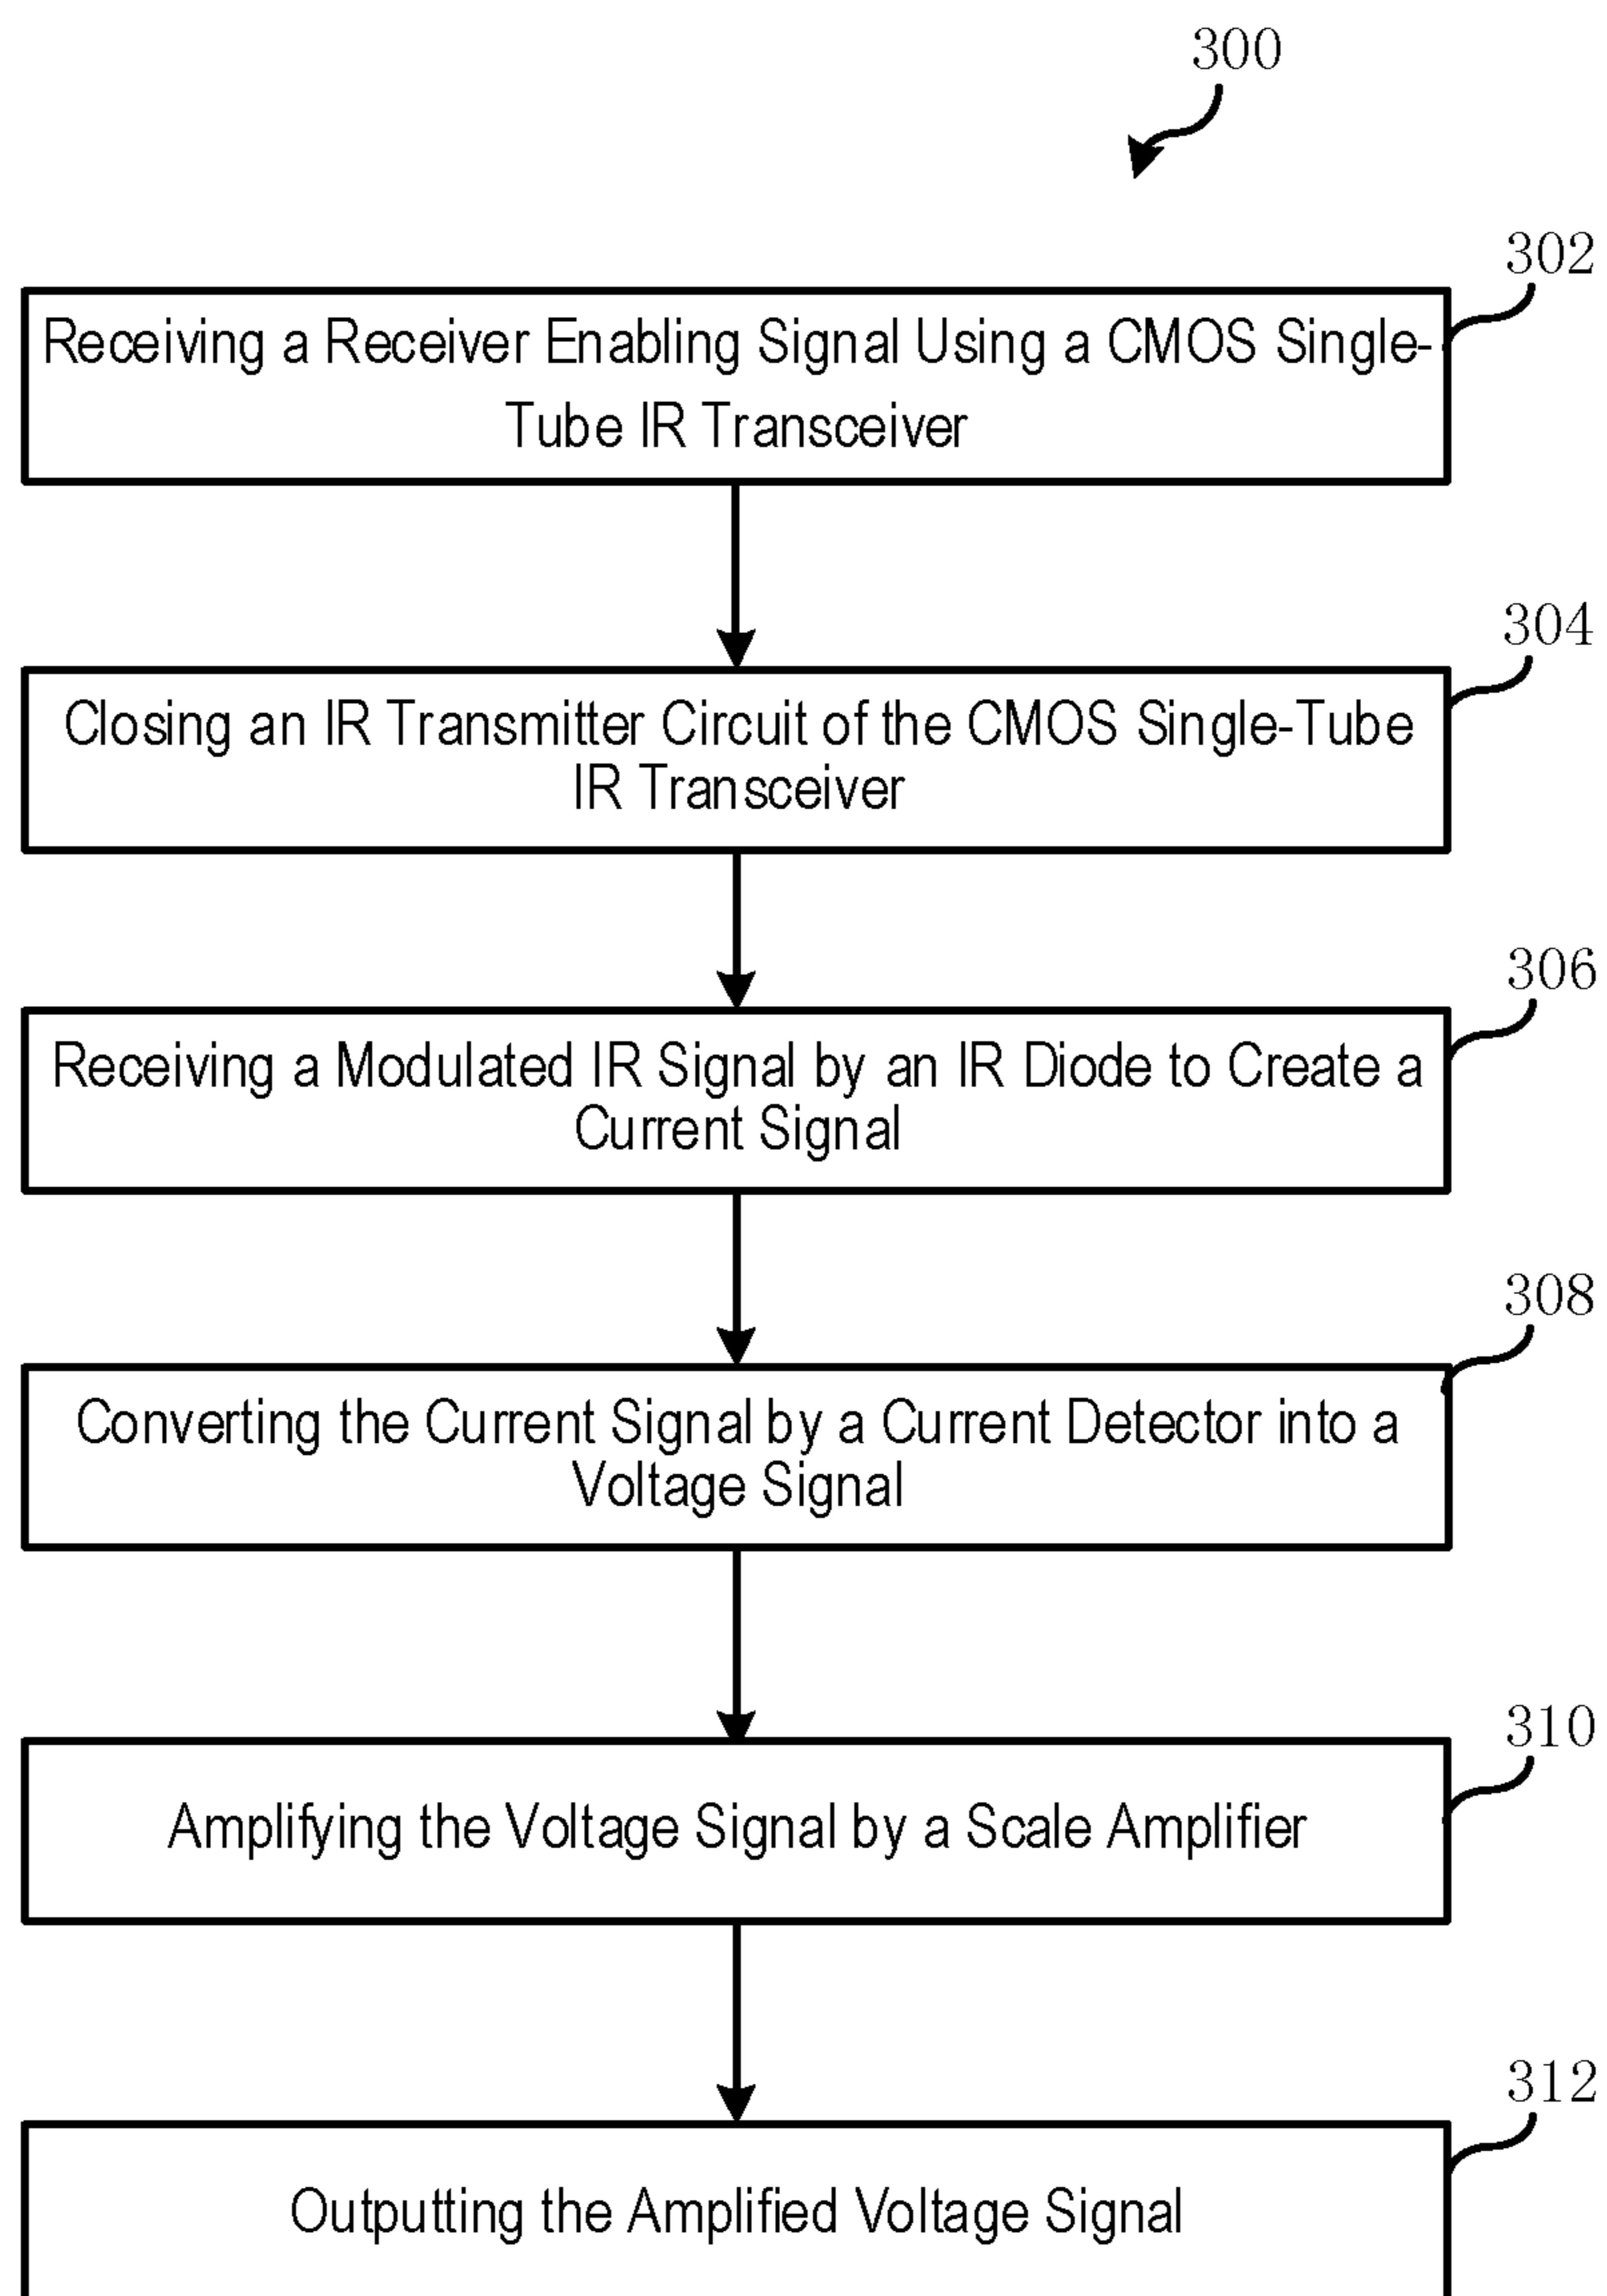 300
302
Receiving a Receiver Enabling Signal Using a CMOS Single-
Tube IR Transceiver
304
Closing an IR Transmitter Circuit of the CMOS Single-Tube
IR Transceiver
306
Receiving a Modulated IR Signal by an IR Diode to Create a
Current Signal
308
Converting the Current Signal by a Current Detector into a
Voltage Signal
310
Amplifying the Voltage Signal by a Scale Amplifier
312
Outputting the Amplified Voltage Signal